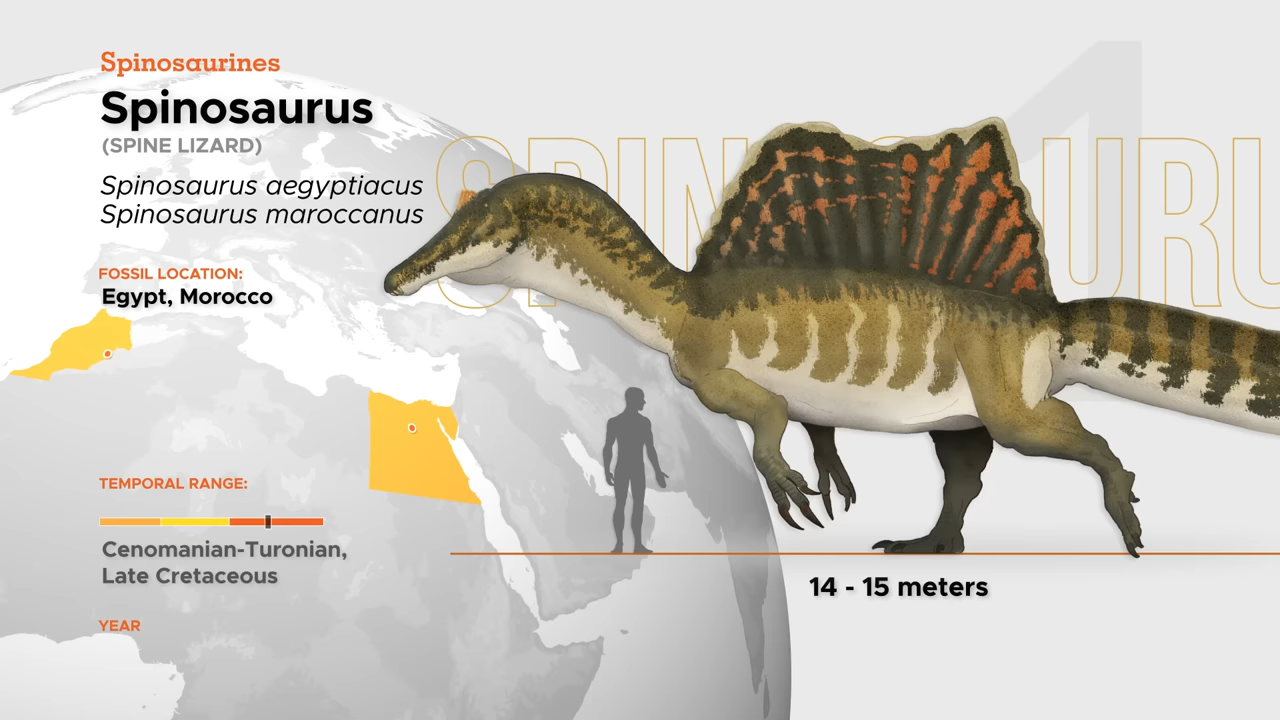 Spinosaurines
Spinosaurus
(SPINE LIZARD)
Spinosaurus aegyptiacus
Spinosaurus maroccanus
FOSSIL LOCATION:
Egypt, Morocco
TEMPORAL RANGE:
Cenomanian-Turonian,
Late Cretaceous
YEAR
14 - 15 meters